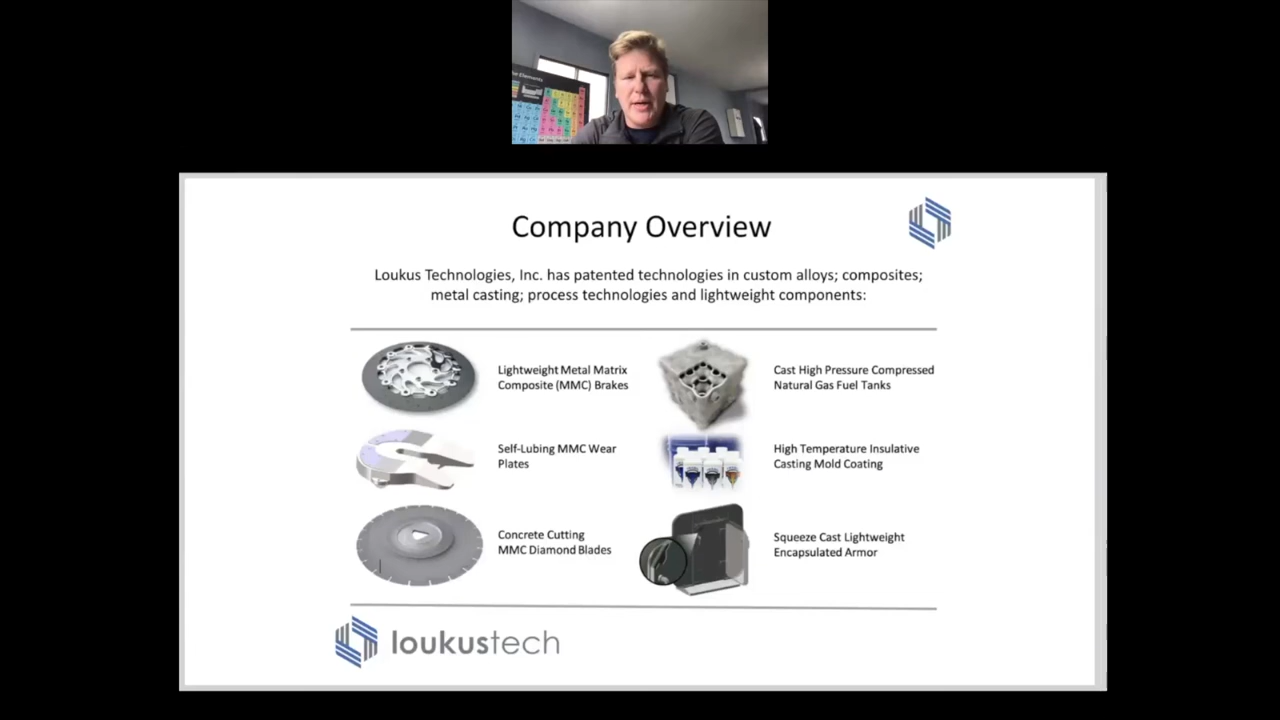 he Elements
Company Overview
Loukus Technologies, Inc. has patented technologies in custom alloys; composites;
metal casting; process technologies and lightweight components:
Lightweight Metal Matrix
Composite (MMC) Brakes
Cast High Pressure Compressed
Natural Gas Fuel Tanks
Self-Lubing MMC Wear
Plates
High Temperature Insulative
Casting Mold Coating
Concrete Cutting
MMC Diamond Blades
Squeeze Cast Lightweight
Encapsulated Armor
loukustech